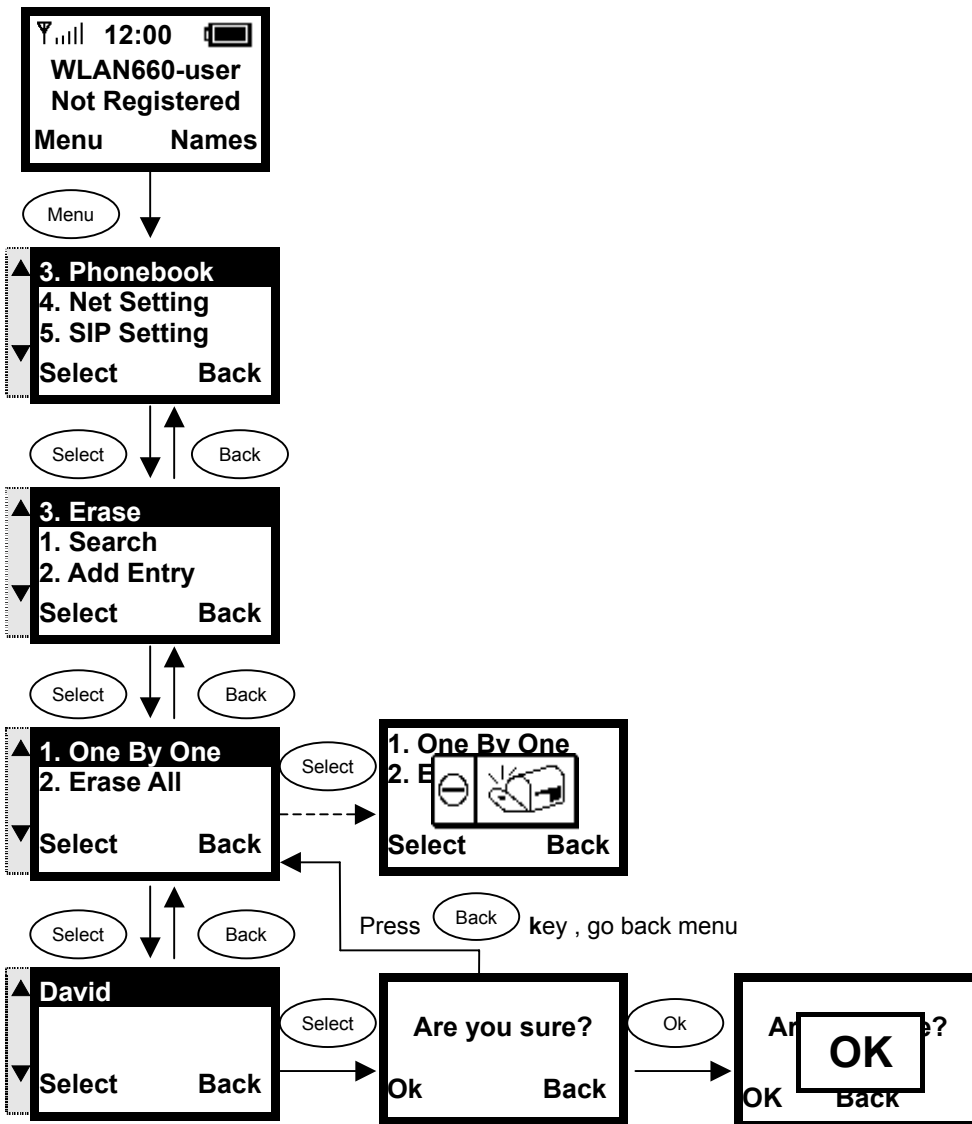 12:00
WLAN660-user
Not Registered
Menu Names
Menu
3. Phonebook
4. Net Setting
5. SIP Setting
Select Back
Select Back
3. Erase
1. Search
2. Add Entry
Select Back
Select Back
1. One By One
2. Erase All
Select Back
Select
1. One By One
2. E
Select Back
Select Back
Press Back key , go back menu
David
Select Back
Select
Are you sure?
Ok Back
Ok
Ar e?
OK
OK Back